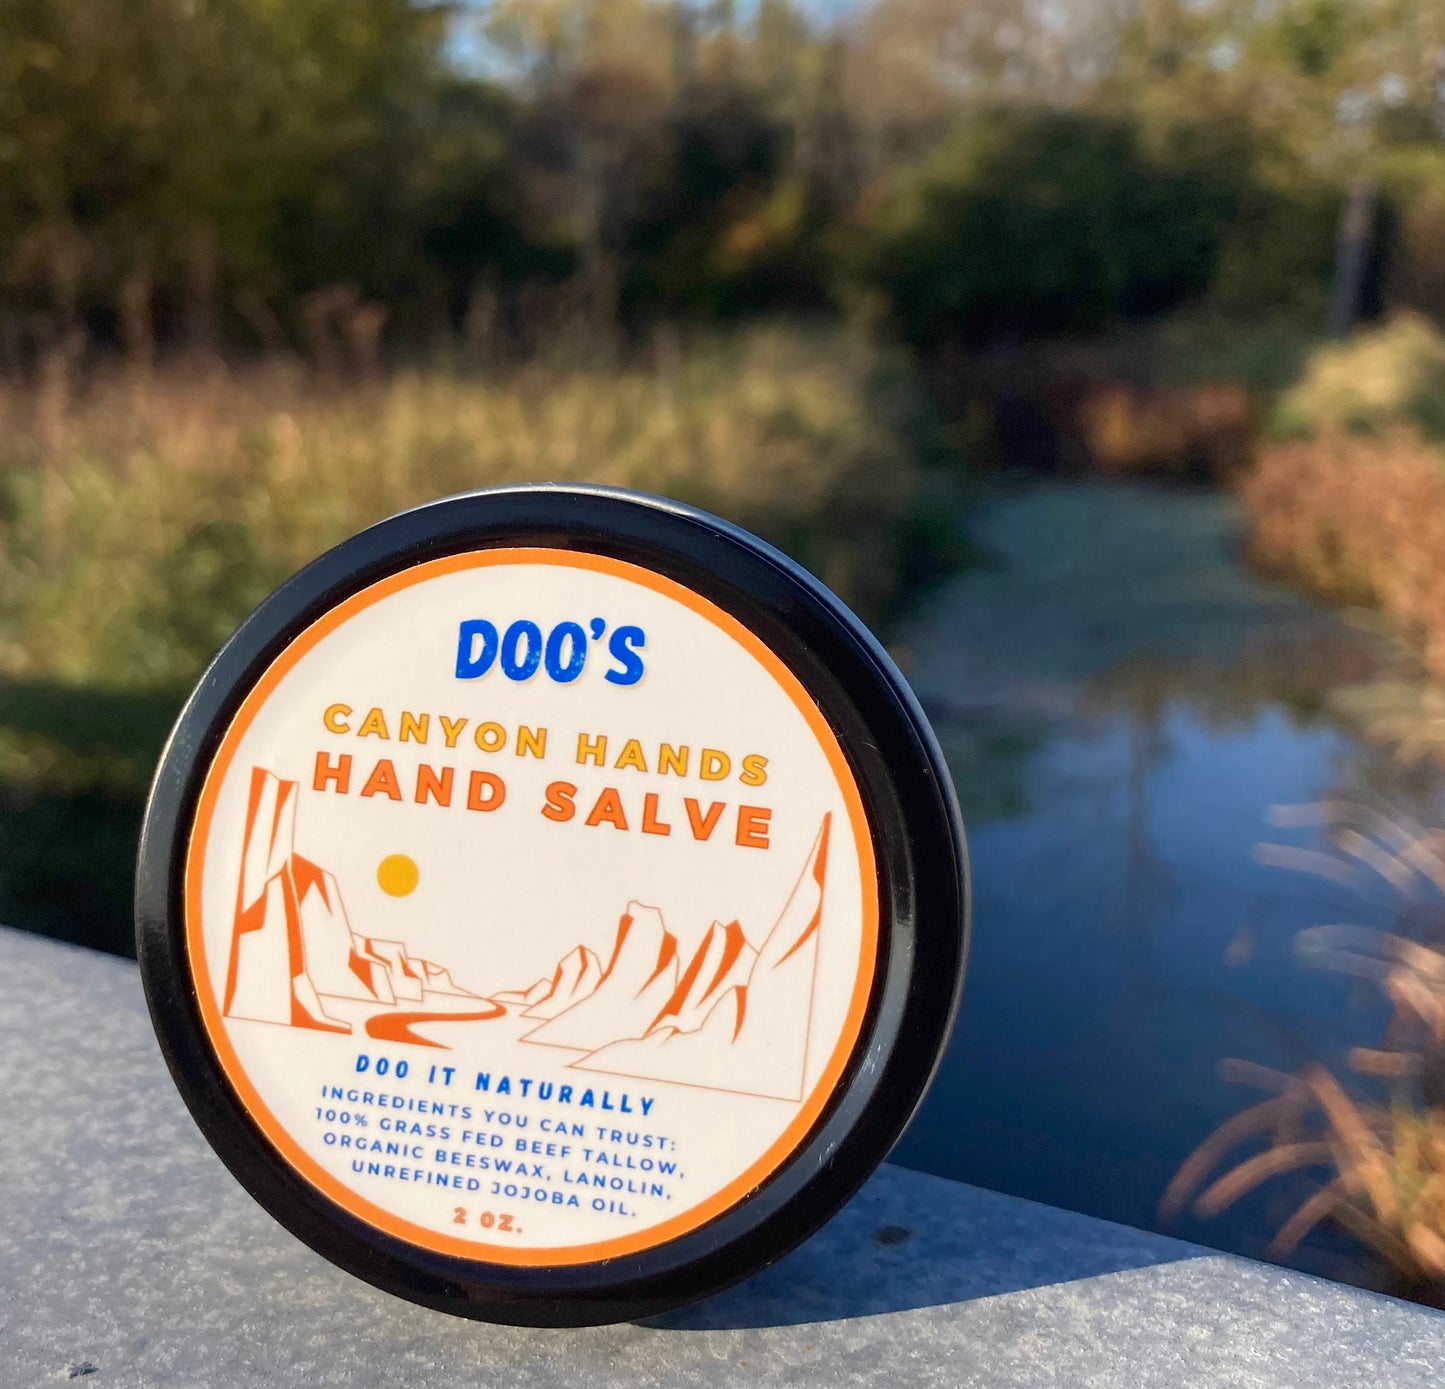 DOO'S
CANYON HANDS
HAND SALVE
DOO IT NATURALLY
INGREDIENTS YOU CAN TRUST:
100% GRASS FED BEEF TALLOW,
ORGANIC BEESWAX, LANOLIN,
UNREFINED JOJOBA OIL.
2 OZ.